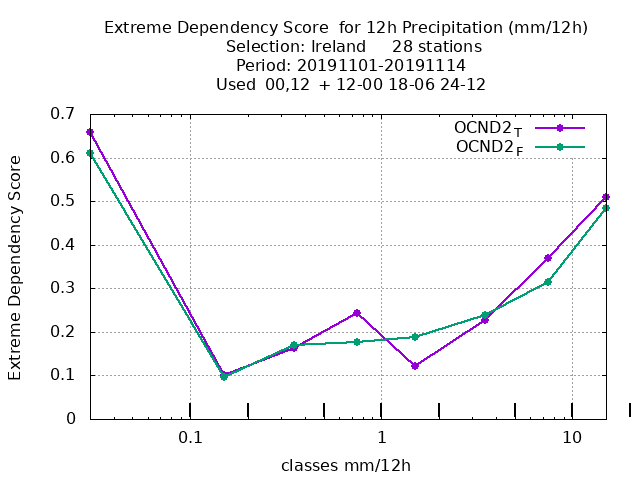 Extreme Dependency Score  for 12h Precipitation (mm/12h)
Selection: Ireland     28 stations
Period: 20191101-20191114
Used  00,12  + 12-00 18-06 24-12
OCND2T
OCND2F
Extreme Dependency Score
0.7
0.6
0.5
0.4
0.3
0.2
0.1
0
0.1 1 10
classes mm/12h